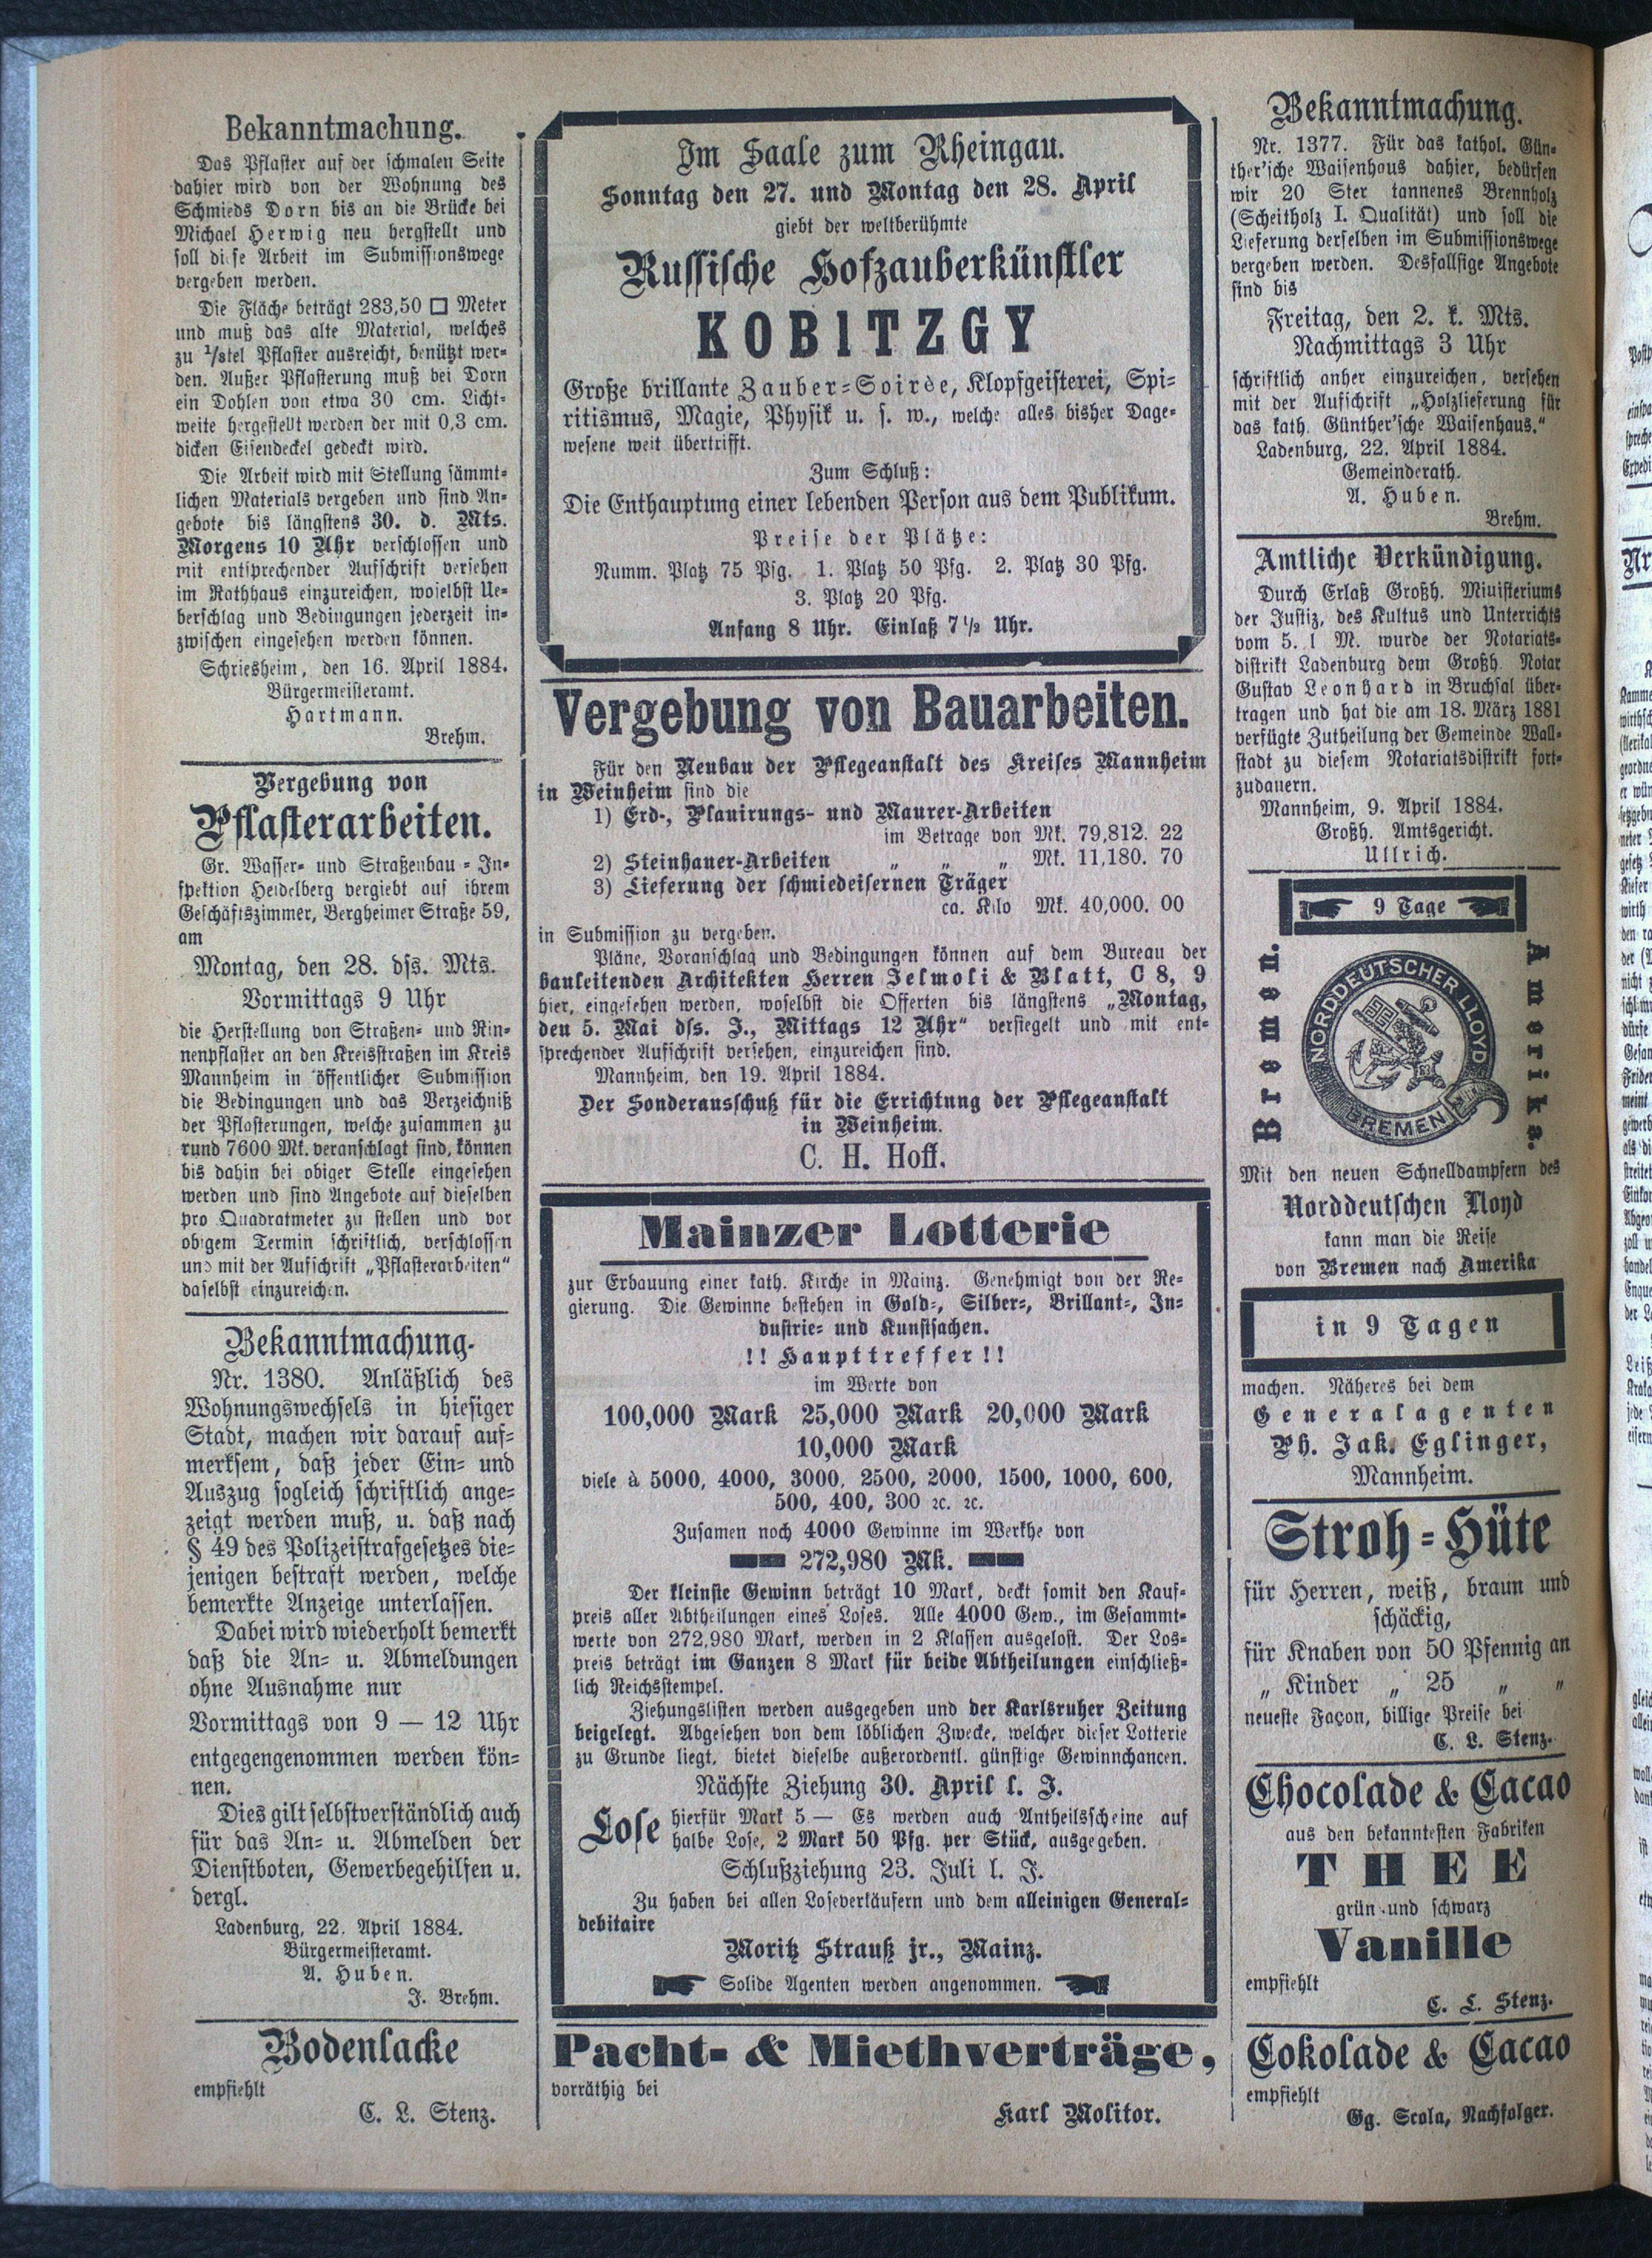 Bekanntmachung.
Das Pflaster auf der schmalen Seite
dahier wird von der Wohnung des
Schmieds Dorn bis an die Brücke bei
Michael Herwig neu hergstellt und
soll diese Arbeit im Submissionswege
vergeben werden.
Die Fläche beträgt 283,50 □ Meter
und muß das alte Material, welches
zu ⅟₈tel Pflaster ausreicht, benützt wer-
den. Außer Pflasterung muß bei Dorn
ein Dohlen von etwa 30 cm. Licht-
weite hergestellt werden der mit 0,3 cm.
dicken Eisendeckel gedeckt wird.
Die Arbeit wird mit Stellung sämmt-
lichen Materials vergeben und sind An-
gebote bis längstens 30. d. Mts.
Morgens 10 Uhr verschlossen und
mit entsprechender Aufschrift versehen
im Rathhaus einzureichen, woselbst Ue-
berschlag und Bedingungen jederzeit in-
zwischen eingesehen werden können.
Schriesheim, den 16. April 1884.
Bürgermeisteramt.
Hartmann.
Brehm.
Vergebung von
Pflasterarbeiten.
Gr. Wasser- und Straßenbau-In-
spektion Heidelberg vergiebt auf ihrem
Geschäftszimmer, Bergheimer Straße 59,
am
Montag, den 28. dss. Mts.
Vormittags 9 Uhr
die Herstellung von Straßen- und Rin-
nenpflaster an den Kreisstraßen im Kreis
Mannheim in öffentlicher Submission
die Bedingungen und das Verzeichniß
der Pflasterungen, welche zusammen zu
rund 7600 Mk. veranschlagt sind, können
bis dahin bei obiger Stelle eingesehen
werden und sind Angebote auf dieselben
pro Quadratmeter zu stellen und vor
obigem Termin schriftlich, verschlossen
und mit der Aufschrift „Pflasterarbeiten"
daselbst einzureichen.
Bekanntmachung.
Nr. 1380. Anläßlich des
Wohnungswechsels in hiesiger
Stadt, machen wir darauf auf-
merksem, daß jeder Ein- und
Auszug sogleich schriftlich ange-
zeigt werden muß, u. daß nach
§ 49 des Polizeistrafgesetzes die-
jenigen bestraft werden, welche
bemerkte Anzeige unterlassen.
Dabei wird wiederholt bemerkt
daß die An- u. Abmeldungen
ohne Ausnahme nur
Vormittags von 9 — 12 Uhr
entgegengenommen werden kön-
nen.
Dies gilt selbstverständlich auch
für das An- u. Abmelden der
Dienstboten, Gewerbegehilfen u.
dergl.
Ladenburg, 22. April 1884.
Bürgermeisteramt.
A. Huben.
J. Brehm.
Bodenlacke
empfiehlt
C. L. Stenz.
Im Saale zum Rheingau.
Sonntag den 27. und Montag den 28. April
giebt der weltberühmte
Russische Hofzauberkünstler
KOBITZGY
Große brillante Zauber-Soirèe, Klopfgeisterei, Spi-
ritismus, Magie, Physik u. s. w., welche alles bisher Dage-
wesene weit übertrifft.
Zum Schluß:
Die Enthauptung einer lebenden Person aus dem Publikum.
Preise der Plätze:
Numm. Platz 75 Pfg. 1. Platz 50 Pfg. 2. Platz 30 Pfg.
3. Platz 20 Pfg.
Anfang 8 Uhr. Einlaß 7½ Uhr.
Vergebung von Bauarbeiten.
Für den Neubau der Pflegeanstalt des Kreises Mannheim
in Weinheim sind die
1) Erd-, Planirungs- und Maurer-Arbeiten
im Betrage von Mk. 79,812. 22
2) Steinhauer-Arbeiten „ „ „ Mk. 11,180. 70
3) Lieferung der schmiedeisernen Träger
ca. Kilo Mk. 40,000. 00
in Submission zu vergeben.
Pläne, Voranschlag und Bedingungen können auf dem Bureau der
bauleitenden Architekten Herren Jelmoli & Blatt, C 8, 9
hier, eingesehen werden, woselbst die Offerten bis längstens „Montag,
den 5. Mai dss. J., Mittags 12 Uhr" versiegelt und mit ent-
sprechender Aufschrift versehen, einzureichen sind.
Mannheim, den 19. April 1884.
Der Sonderausschuß für die Errichtung der Pflegeanstalt
in Weinheim.
C. H. Hoff.
Mainzer Lotterie
zur Erbauung einer kath. Kirche in Mainz. Genehmigt von der Re-
gierung. Die Gewinne bestehen in Gold-, Silber-, Brillant-, In-
dustrie- und Kunstsachen.
!! Haupttreffer !!
im Werte von
100,000 Mark 25,000 Mark 20,000 Mark
10,000 Mark
viele à 5000, 4000, 3000, 2500, 2000, 1500, 1000, 600,
500, 400, 300 ꝛc. ꝛc.
Zusamen noch 4000 Gewinne im Werthe von
272,980 Mk.
Der kleinste Gewinn beträgt 10 Mark, deckt somit den Kauf-
preis aller Abtheilungen eines Loses. Alle 4000 Gew., im Gesammt-
werte von 272,980 Mark, werden in 2 Klassen ausgelost. Der Los-
preis beträgt im Ganzen 8 Mark für beide Abtheilungen einschließ-
lich Reichsstempel.
Ziehungslisten werden ausgegeben und der Karlsruher Zeitung
beigelegt. Abgesehen von dem löblichen Zwecke, welcher dieser Lotterie
zu Grunde liegt, bietet dieselbe außerordentl. günstige Gewinnchancen.
Nächste Ziehung 30. April l. J.
Lose hierfür Mark 5 — Es werden auch Antheilsscheine auf
halbe Lose, 2 Mark 50 Pfg. per Stück, ausgegeben.
Schlußziehung 23. Juli l. J.
Zu haben bei allen Loseverkäufern und dem alleinigen General-
debitaire
Moritz Strauß jr., Mainz.
Solide Agenten werden angenommen.
Pacht- & Miethverträge,
vorräthig bei
Karl Molitor.
Bekanntmachung.
Nr. 1377. Für das kathol. Gün-
ther'sche Waisenhaus dahier, bedürfen
wir 20 Ster tannenes Brennholz
(Scheitholz I. Qualität) und soll die
Lieferung derselben im Submissionswege
vergeben werden. Desfallsige Angebote
sind bis
Freitag, den 2. k. Mts.
Nachmittags 3 Uhr
schriftlich anher einzureichen, versehen
mit der Aufschrift „Holzlieferung für
das kath. Günther'sche Waisenhaus."
Ladenburg, 22. April 1884.
Gemeinderath.
A. Huben.
Brehm.
Amtliche Verkündigung.
Durch Erlaß Großh. Miuisteriums
der Justiz, des Kultus und Unterrichts
vom 5. l M. wurde der Notariats-
distrikt Ladenburg dem Großh. Notar
Gustav Leonhard in Bruchsal über-
tragen und hat die am 18. März 1881
verfügte Zutheilung der Gemeinde Wall-
stadt zu diesem Notariatsdistrikt fort-
zudauern.
Mannheim, 9. April 1884.
Großh. Amtsgericht.
Ullrich.
9 Tage
Bremen.
NORDDEUTSCHER LLOYD
BREMEN
Amerika.
Mit den neuen Schnelldampfern des
Norddeutschen Lloyd
kann man die Reise
von Bremen nach Amerika
in 9 Tagen
machen. Näheres bei dem
Generalagenten
Ph. Jak. Eglinger,
Mannheim.
Stroh-Hüte
für Herren, weiß, braun und
schäckig,
für Knaben von 50 Pfennig an
„ Kinder „ 25 „ „
neueste Façon, billige Preise bei
C. L. Stenz.
Chocolade & Cacao
aus den bekanntesten Fabriken
THEE
grün und schwarz
Vanille
empfiehlt
C. L. Stenz.
Cokolade & Cacao
empfiehlt
Gg. Scola, Nachfolger.